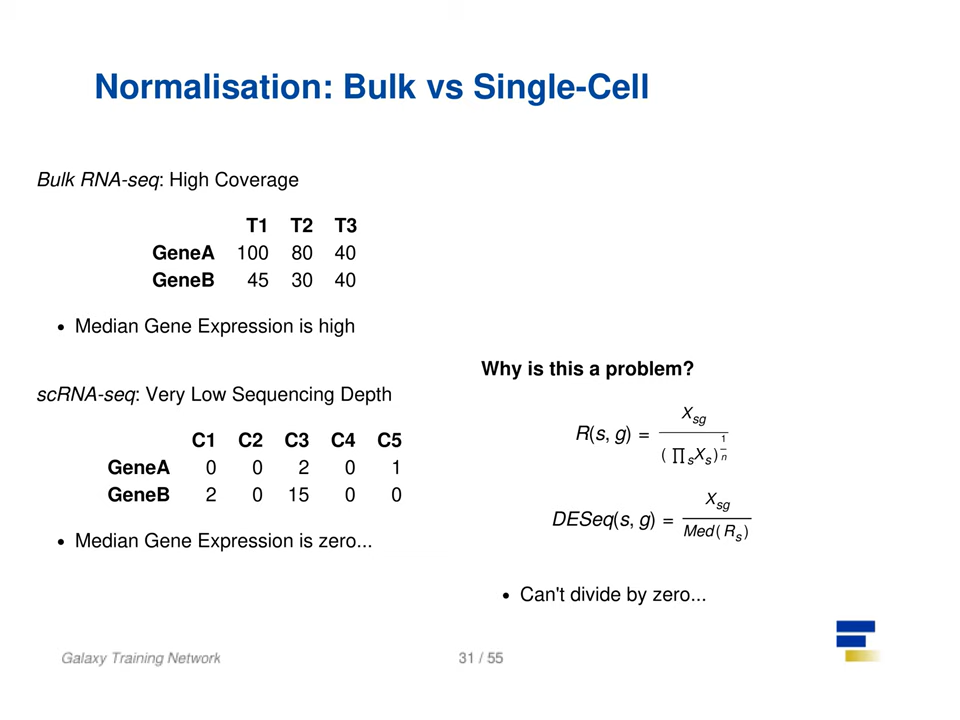 Normalisation: Bulk vs Single-Cell
Bulk RNA-seq: High Coverage
T1 T2 T3
GeneA 100 80 40
GeneB 45 30 40
• Median Gene Expression is high
scRNA-seq: Very Low Sequencing Depth
C1 C2 C3 C4 C5
GeneA 0 0 2 0 1
GeneB 2 0 15 0 0
• Median Gene Expression is zero...
Why is this a problem?
R(s, g) = X_sg / (∏_s X_s)^(1/n)
DESeq(s, g) = X_sg / Med(R_s)
• Can't divide by zero...
Galaxy Training Network
31 / 55